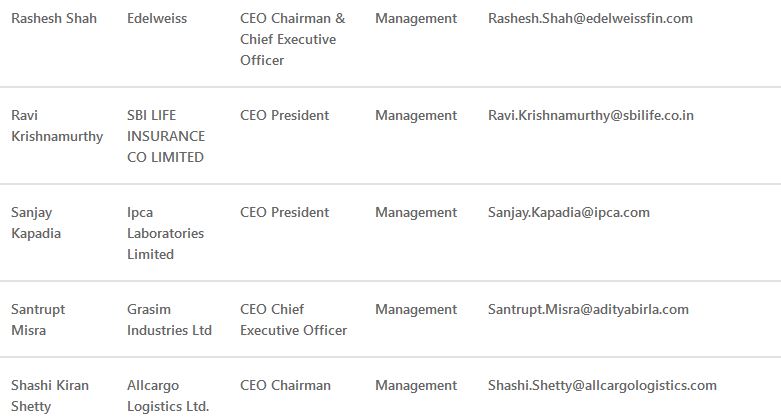 Rashesh Shah Edelweiss CEO Chairman & Management Rashesh.Shah@edelweissfin.com
Chief Executive
Officer
Ravi SBI LIFE CEO President Management Ravi.Krishnamurthy@sbilife.co.in
Krishnamurthy INSURANCE
CO LIMITED
Sanjay Ipca CEO President Management Sanjay.Kapadia@ipca.com
Kapadia Laboratories
Limited
Santrupt Grasim CEO Chief Management Santrupt.Misra@adityabirla.com
Misra Industries Ltd Executive Officer
Shashi Kiran Allcargo CEO Chairman Management Shashi.Shetty@allcargologistics.com
Shetty Logistics Ltd.